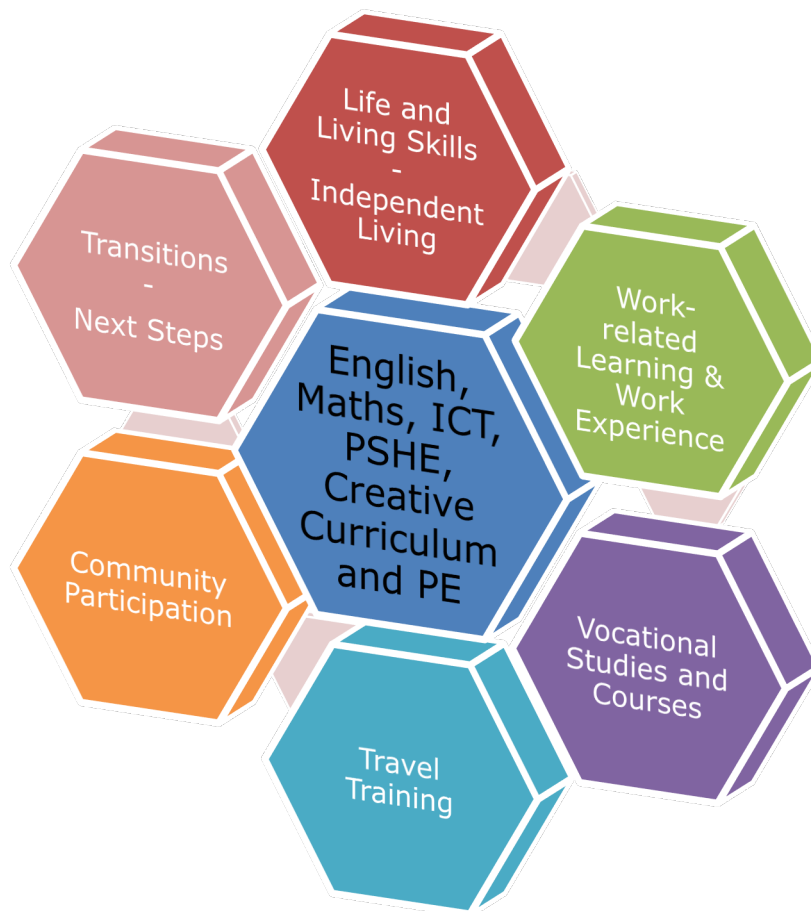 Life and
Living Skills
-
Independent
Living
Work-
related
Learning &
Work
Experience
Vocational
Studies and
Courses
Travel
Training
Community
Participation
Transitions
-
Next Steps
English,
Maths, ICT,
PSHE,
Creative
Curriculum
and PE